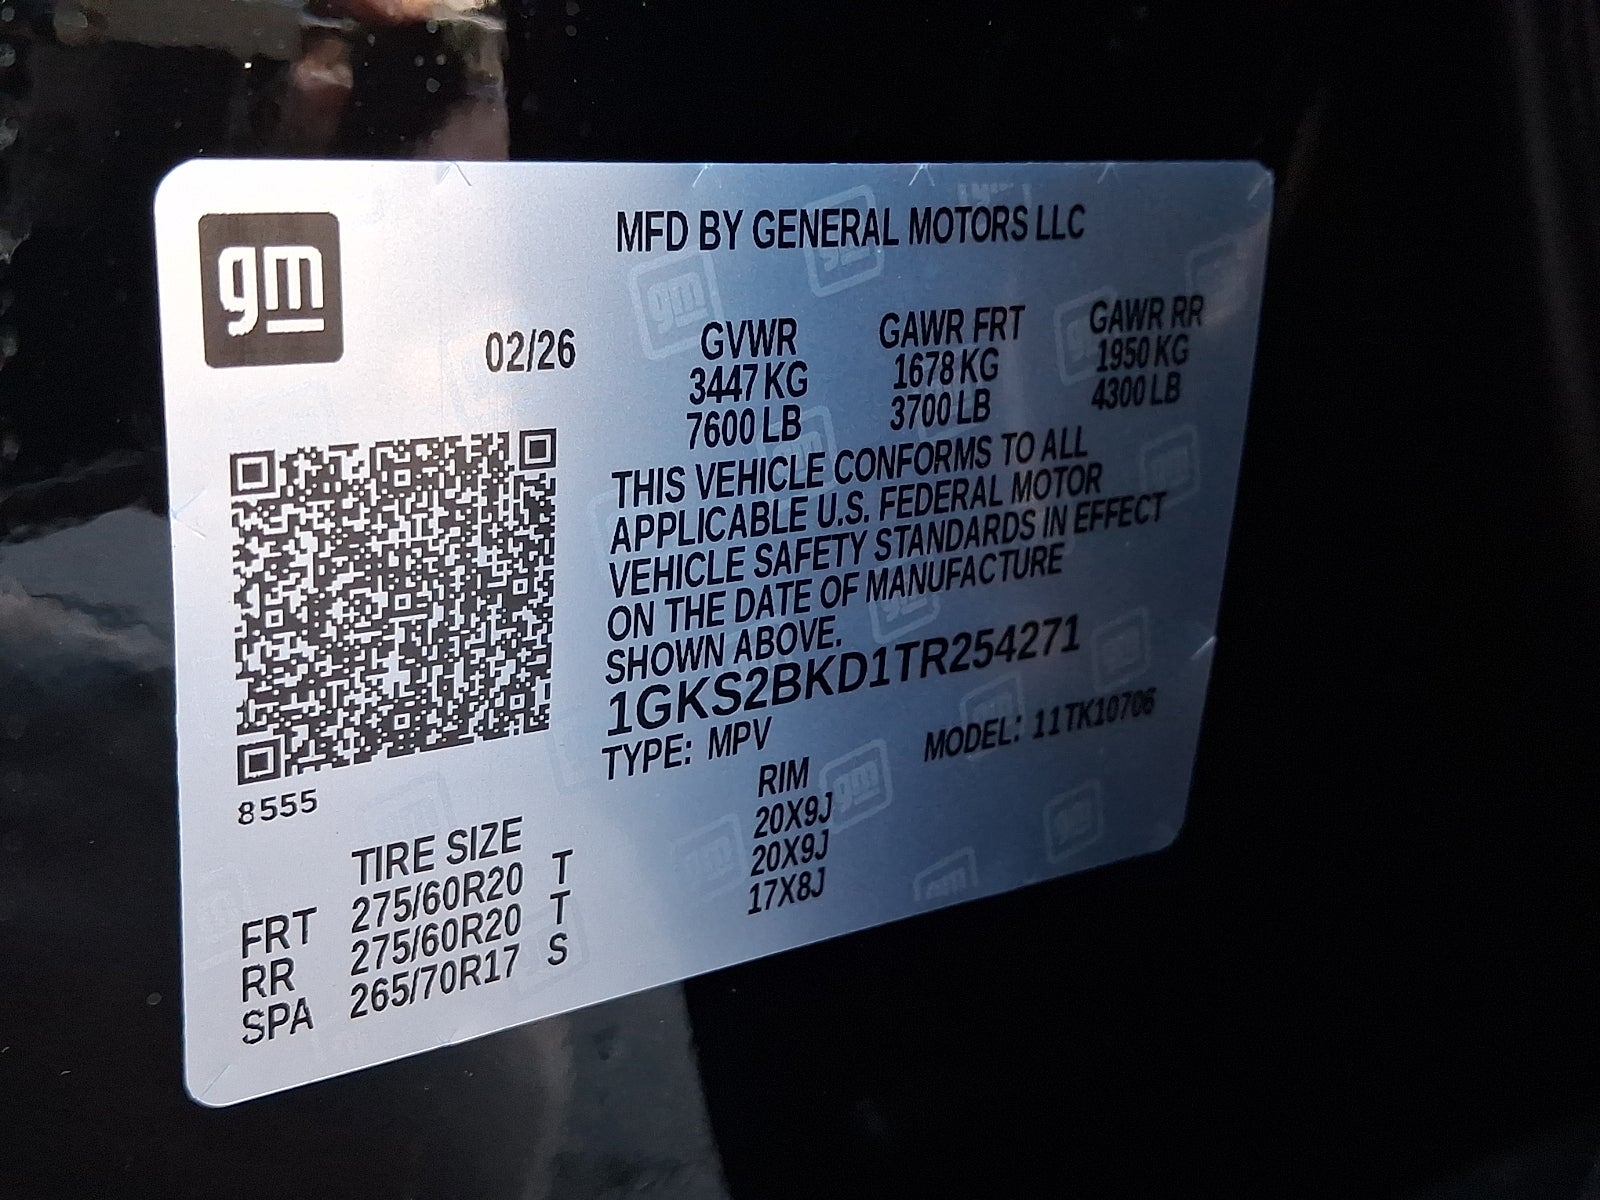 gm
MFD BY GENERAL MOTORS LLC
02/26 GVWR GAWR FRT GAWR RR
3447 KG 1678 KG 1950 KG
7600 LB 3700 LB 4300 LB
THIS VEHICLE CONFORMS TO ALL
APPLICABLE U.S. FEDERAL MOTOR
VEHICLE SAFETY STANDARDS IN EFFECT
ON THE DATE OF MANUFACTURE
SHOWN ABOVE.
1GKS2BKD1TR254271
TYPE: MPV MODEL: 11TK10706
8555
TIRE SIZE RIM
FRT 275/60R20 T 20X9J
RR 275/60R20 T 20X9J
SPA 265/70R17 S 17X8J